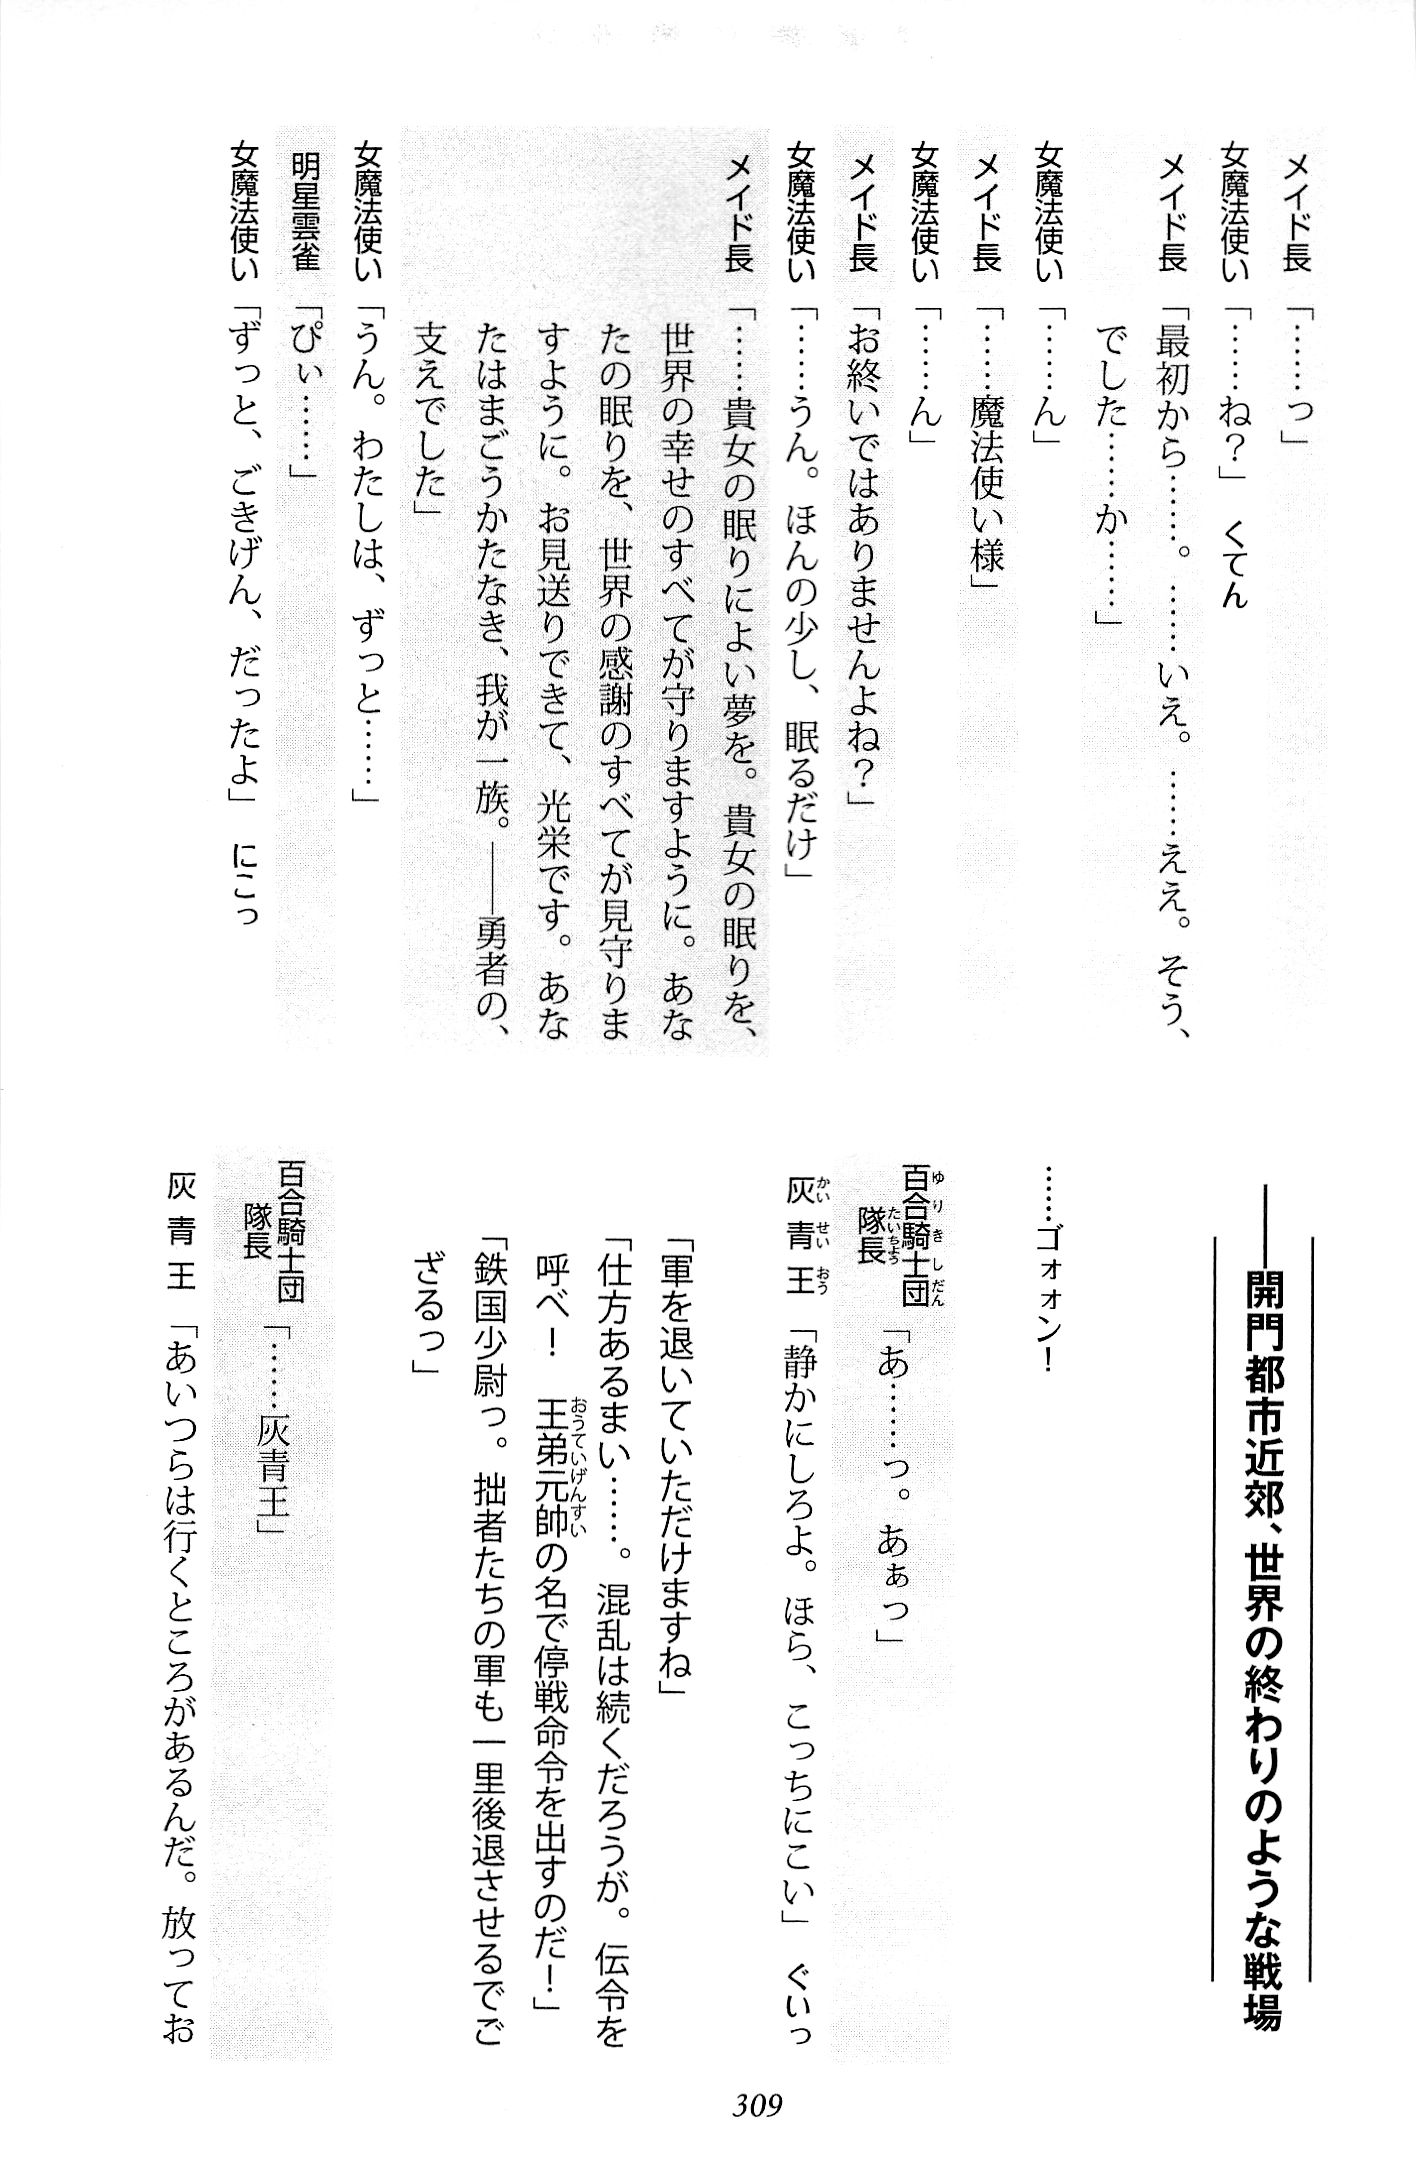 メイド長「……っ」
女魔法使い「……ね？」 くてん
メイド長「最初から……。……いえ。……ええ。そう、
でした……か……」
女魔法使い「……ん」
メイド長「……魔法使い様」
女魔法使い「……ん」
メイド長「お終いではありませんよね？」
女魔法使い「……うん。ほんの少し、眠るだけ」
メイド長「……貴女の眠りによい夢を。貴女の眠りを、
世界の幸せのすべてが守りますように。あな
たの眠りを、世界の感謝のすべてが見守りま
すように。お見送りできて、光栄です。あな
たはまごうかたなき、我が一族。――勇者の、
支えでした」
女魔法使い「うん。わたしは、ずっと……」
明星雲雀「ぴぃ……」
女魔法使い「ずっと、ごきげん、だったよ」 にこっ
――開門都市近郊、世界の終わりのような戦場
……ゴォォン！
百合騎士団隊長「あ……っ。あぁっ」
灰青王「静かにしろよ。ほら、こっちにこい」 ぐいっ
「軍を退いていただけますね」
「仕方あるまい……。混乱は続くだろうが。伝令を
呼べ！　王弟元帥の名で停戦命令を出すのだ！」
「鉄国少尉っ。拙者たちの軍も一里後退させるでご
ざるっ」
百合騎士団隊長「……灰青王」
灰青王「あいつらは行くところがあるんだ。放ってお
309